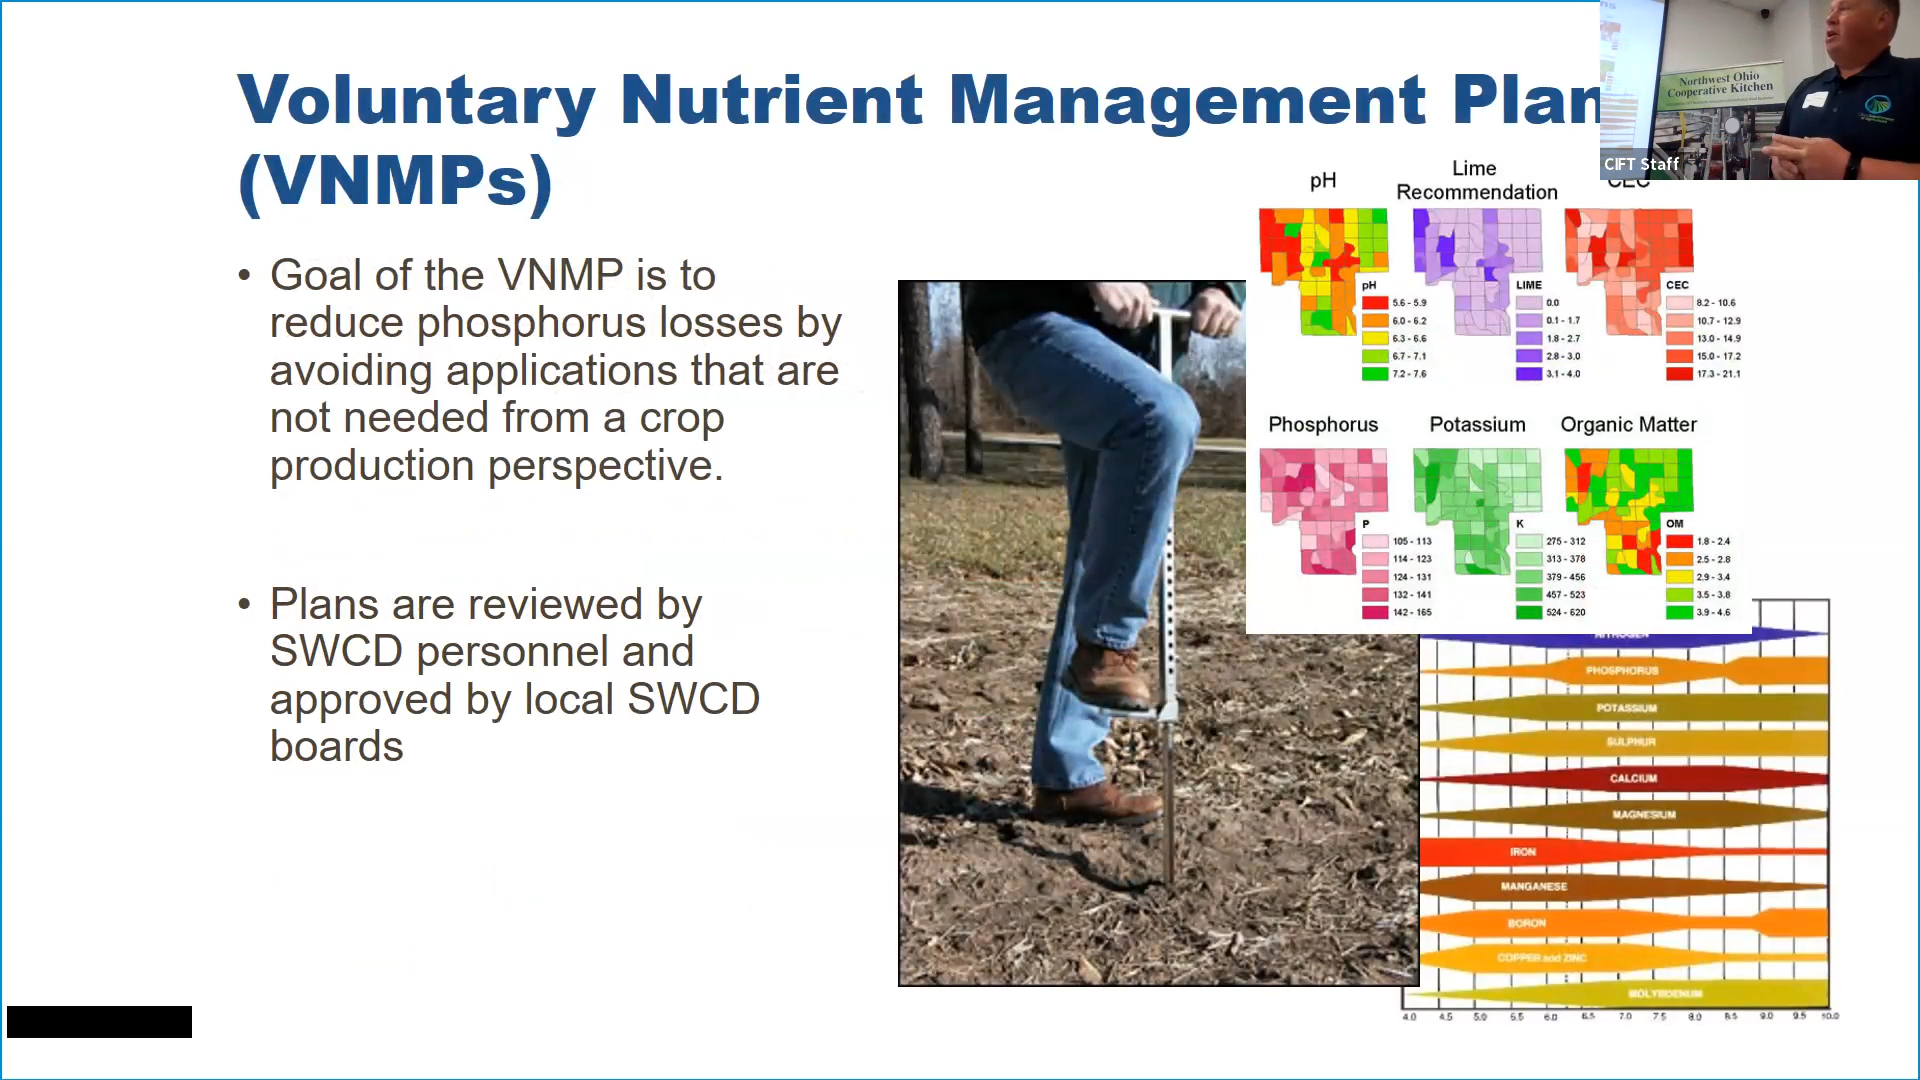 Voluntary Nutrient Management Plan
(VNMPs)
• Goal of the VNMP is to
reduce phosphorus losses by
avoiding applications that are
not needed from a crop
production perspective.
• Plans are reviewed by
SWCD personnel and
approved by local SWCD
boards
Northwest Ohio
Cooperative Kitchen
CIFT Staff
pH
Lime
Recommendation
CEC
pH
5.6 - 5.9
6.0 - 6.2
6.3 - 6.6
6.7 - 7.1
7.2 - 7.6
LIME
0.0
0.1 - 1.7
1.8 - 2.7
2.8 - 3.0
3.1 - 4.0
CEC
8.2 - 10.6
10.7 - 12.9
13.0 - 14.9
15.0 - 17.2
17.3 - 21.1
Phosphorus
Potassium
Organic Matter
P
105 - 113
114 - 123
124 - 131
132 - 141
142 - 165
K
275 - 312
313 - 378
379 - 456
457 - 523
524 - 620
OM
1.8 - 2.4
2.5 - 2.8
2.9 - 3.4
3.5 - 3.8
3.9 - 4.6
NITROGEN
PHOSPHORUS
POTASSIUM
SULPHUR
CALCIUM
MAGNESIUM
IRON
MANGANESE
BORON
COPPER and ZINC
MOLYBDENUM
4.0 4.5 5.0 5.5 6.0 6.5 7.0 7.5 8.0 8.5 9.0 9.5 10.0